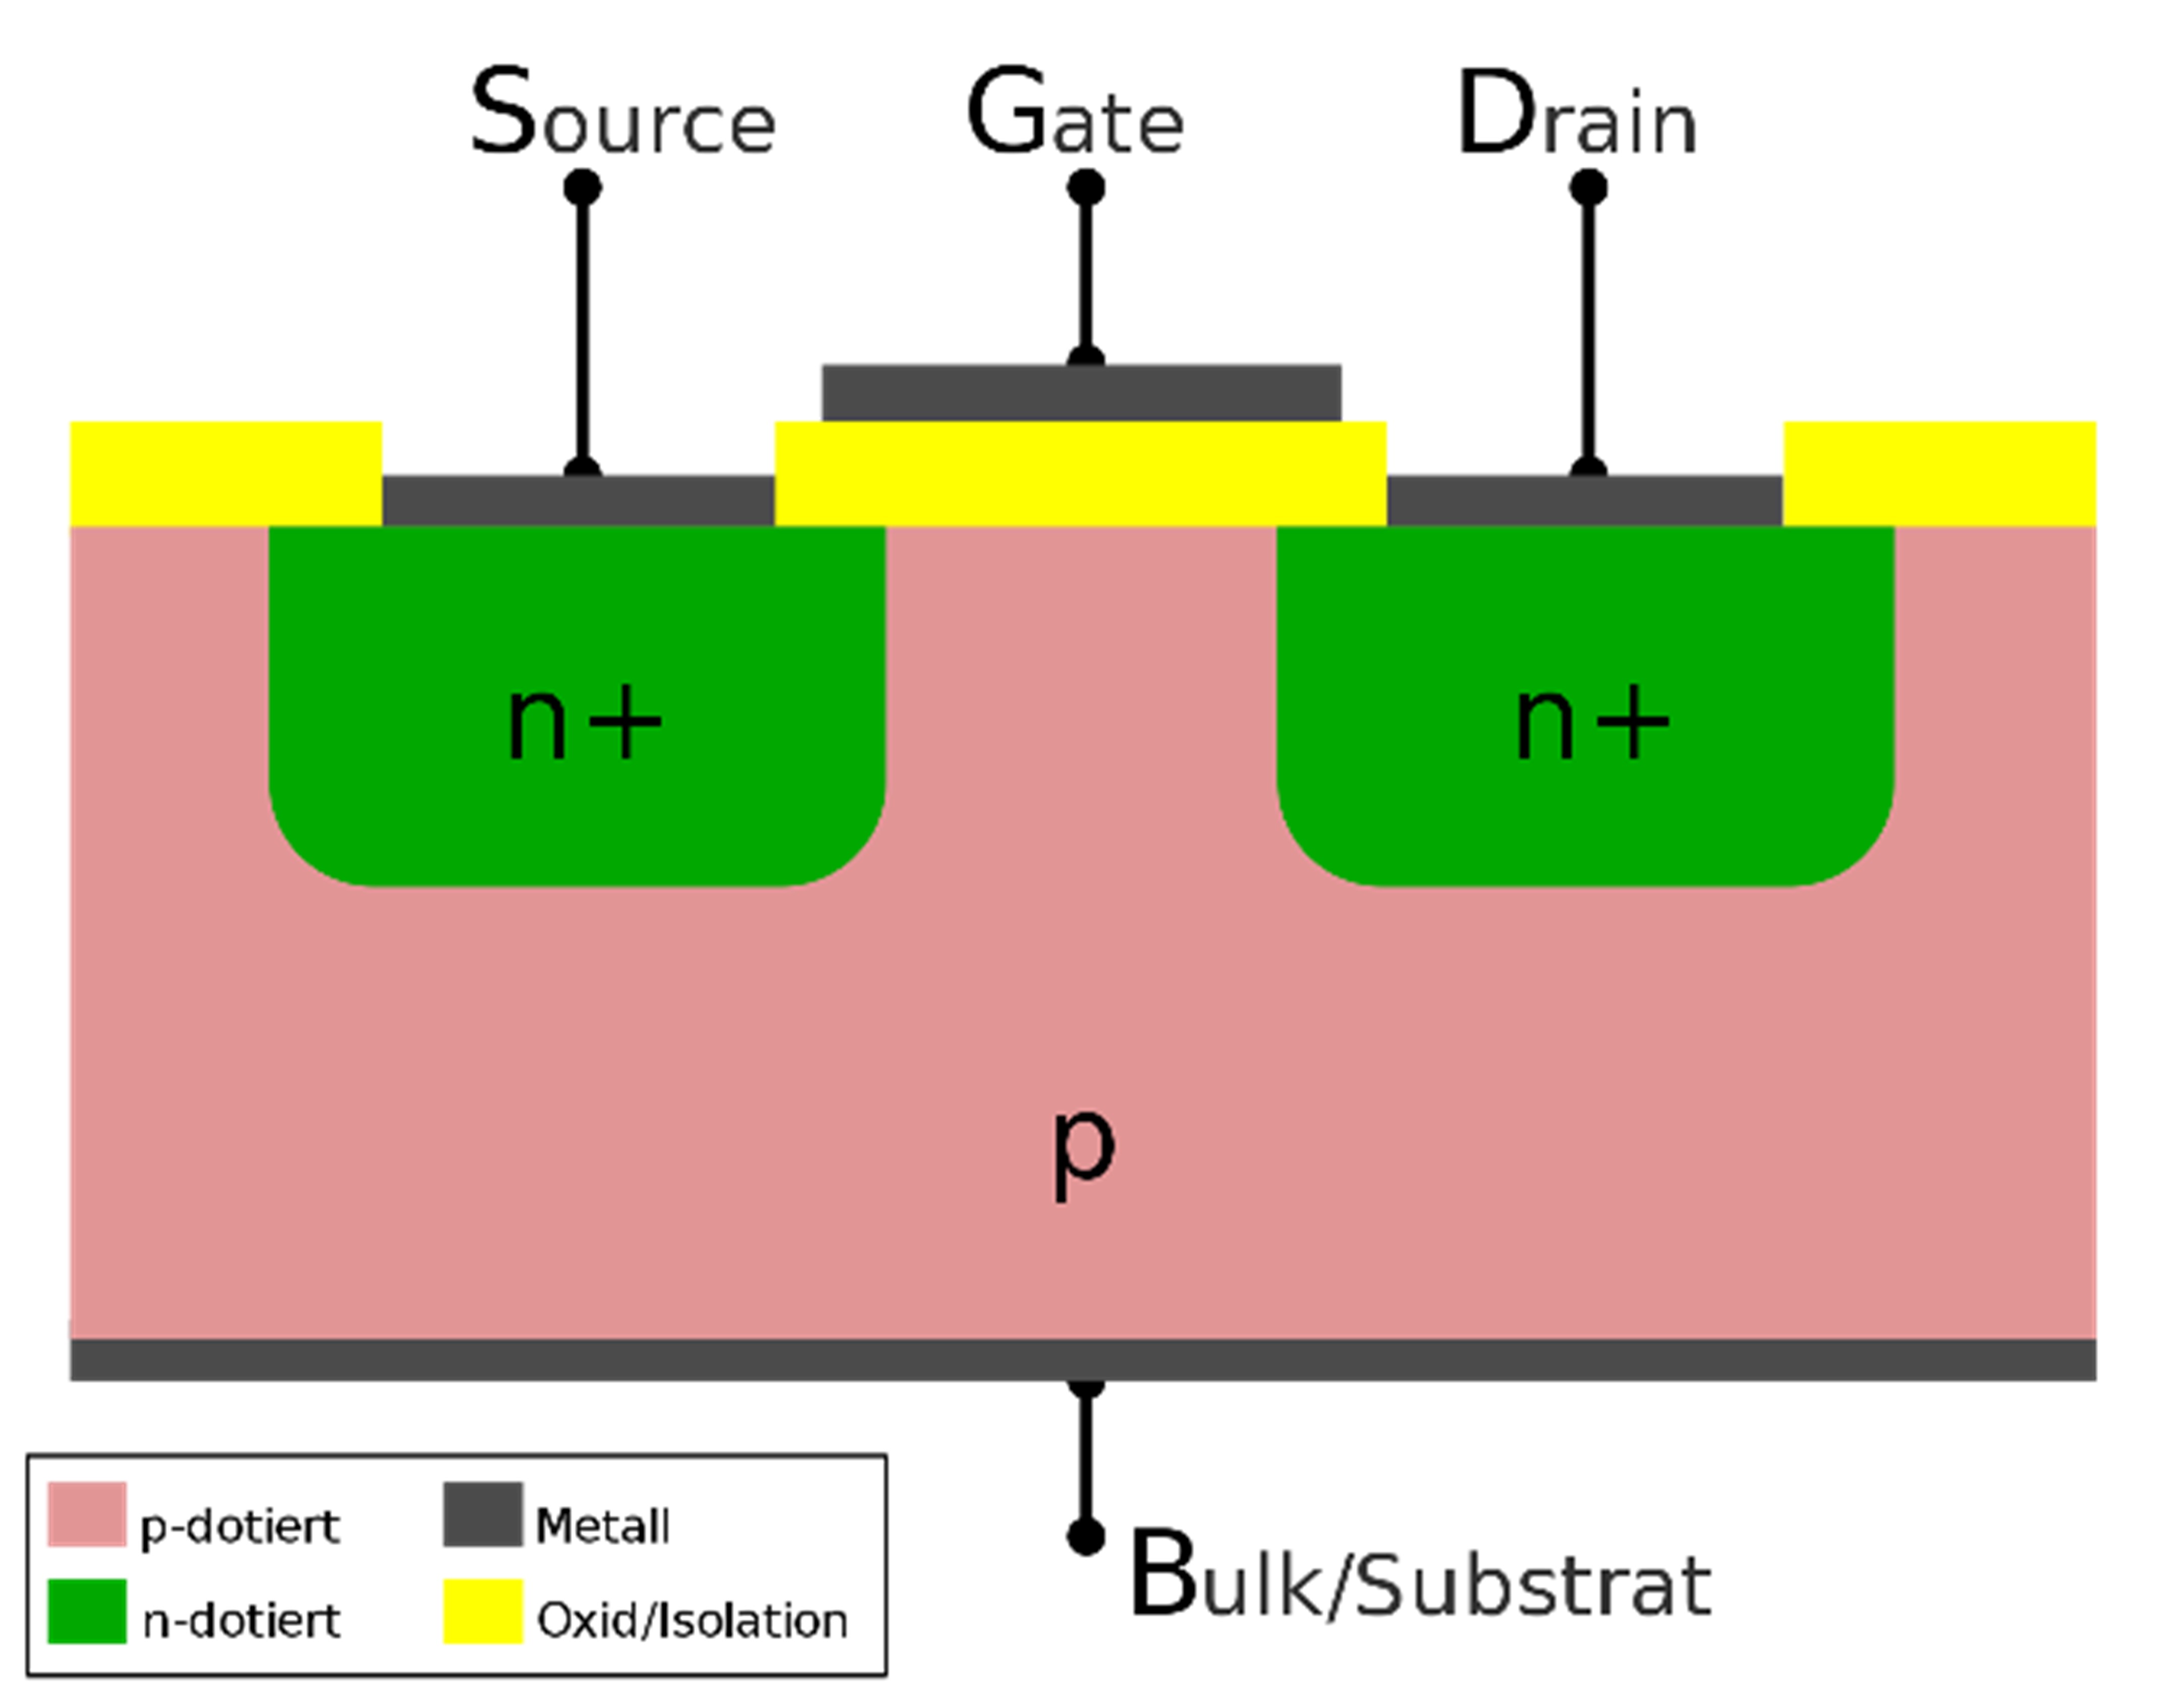 Source Gate Drain
n+ n+
p
Bulk/Substrat
p-dotiert Metall
n-dotiert Oxid/Isolation